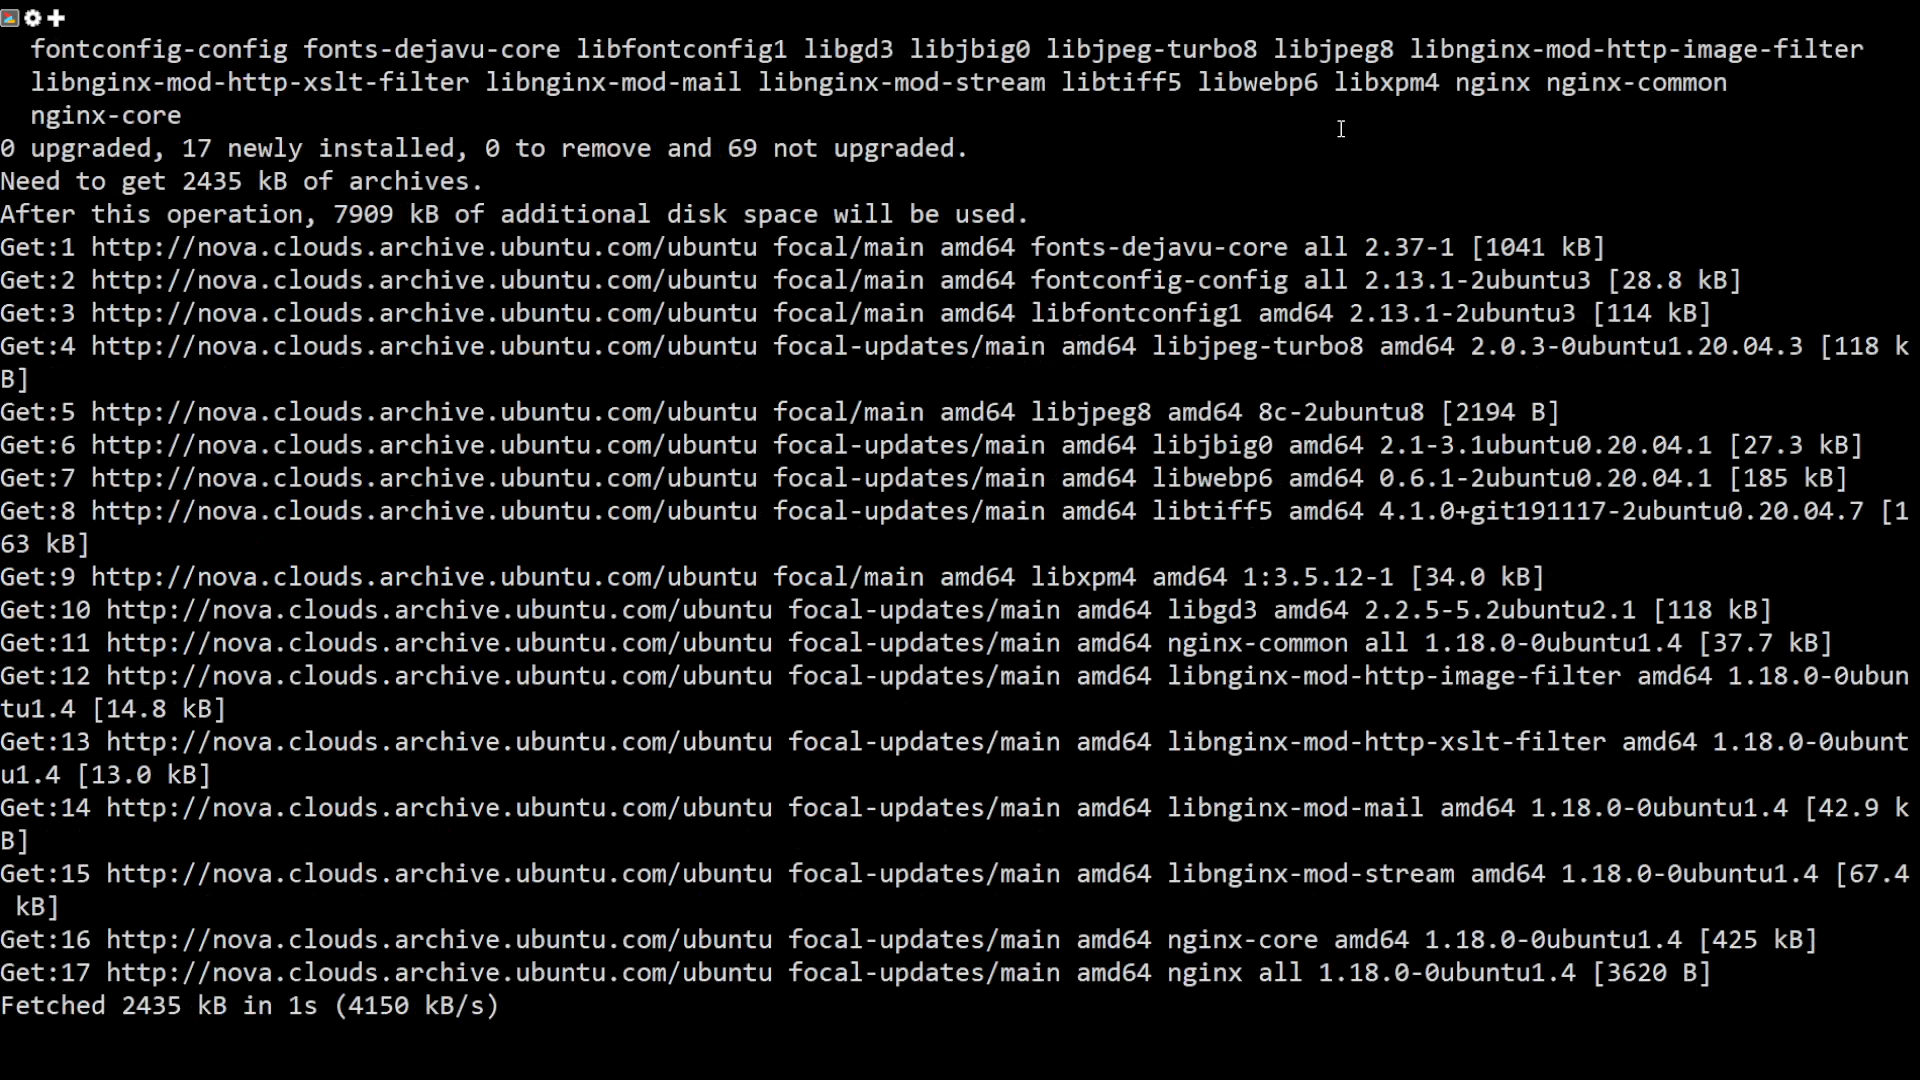 fontconfig-config fonts-dejavu-core libfontconfig1 libgd3 libjbig0 libjpeg-turbo8 libjpeg8 libnginx-mod-http-image-filter
libnginx-mod-http-xslt-filter libnginx-mod-mail libnginx-mod-stream libtiff5 libwebp6 libxpm4 nginx nginx-common
nginx-core
0 upgraded, 17 newly installed, 0 to remove and 69 not upgraded.
Need to get 2435 kB of archives.
After this operation, 7909 kB of additional disk space will be used.
Get:1 http://nova.clouds.archive.ubuntu.com/ubuntu focal/main amd64 fonts-dejavu-core all 2.37-1 [1041 kB]
Get:2 http://nova.clouds.archive.ubuntu.com/ubuntu focal/main amd64 fontconfig-config all 2.13.1-2ubuntu3 [28.8 kB]
Get:3 http://nova.clouds.archive.ubuntu.com/ubuntu focal/main amd64 libfontconfig1 amd64 2.13.1-2ubuntu3 [114 kB]
Get:4 http://nova.clouds.archive.ubuntu.com/ubuntu focal-updates/main amd64 libjpeg-turbo8 amd64 2.0.3-0ubuntu1.20.04.3 [118 k
B]
Get:5 http://nova.clouds.archive.ubuntu.com/ubuntu focal/main amd64 libjpeg8 amd64 8c-2ubuntu8 [2194 B]
Get:6 http://nova.clouds.archive.ubuntu.com/ubuntu focal-updates/main amd64 libjbig0 amd64 2.1-3.1ubuntu0.20.04.1 [27.3 kB]
Get:7 http://nova.clouds.archive.ubuntu.com/ubuntu focal-updates/main amd64 libwebp6 amd64 0.6.1-2ubuntu0.20.04.1 [185 kB]
Get:8 http://nova.clouds.archive.ubuntu.com/ubuntu focal-updates/main amd64 libtiff5 amd64 4.1.0+git191117-2ubuntu0.20.04.7 [1
63 kB]
Get:9 http://nova.clouds.archive.ubuntu.com/ubuntu focal/main amd64 libxpm4 amd64 1:3.5.12-1 [34.0 kB]
Get:10 http://nova.clouds.archive.ubuntu.com/ubuntu focal-updates/main amd64 libgd3 amd64 2.2.5-5.2ubuntu2.1 [118 kB]
Get:11 http://nova.clouds.archive.ubuntu.com/ubuntu focal-updates/main amd64 nginx-common all 1.18.0-0ubuntu1.4 [37.7 kB]
Get:12 http://nova.clouds.archive.ubuntu.com/ubuntu focal-updates/main amd64 libnginx-mod-http-image-filter amd64 1.18.0-0ubun
tu1.4 [14.8 kB]
Get:13 http://nova.clouds.archive.ubuntu.com/ubuntu focal-updates/main amd64 libnginx-mod-http-xslt-filter amd64 1.18.0-0ubunt
u1.4 [13.0 kB]
Get:14 http://nova.clouds.archive.ubuntu.com/ubuntu focal-updates/main amd64 libnginx-mod-mail amd64 1.18.0-0ubuntu1.4 [42.9 k
B]
Get:15 http://nova.clouds.archive.ubuntu.com/ubuntu focal-updates/main amd64 libnginx-mod-stream amd64 1.18.0-0ubuntu1.4 [67.4
kB]
Get:16 http://nova.clouds.archive.ubuntu.com/ubuntu focal-updates/main amd64 nginx-core amd64 1.18.0-0ubuntu1.4 [425 kB]
Get:17 http://nova.clouds.archive.ubuntu.com/ubuntu focal-updates/main amd64 nginx all 1.18.0-0ubuntu1.4 [3620 B]
Fetched 2435 kB in 1s (4150 kB/s)